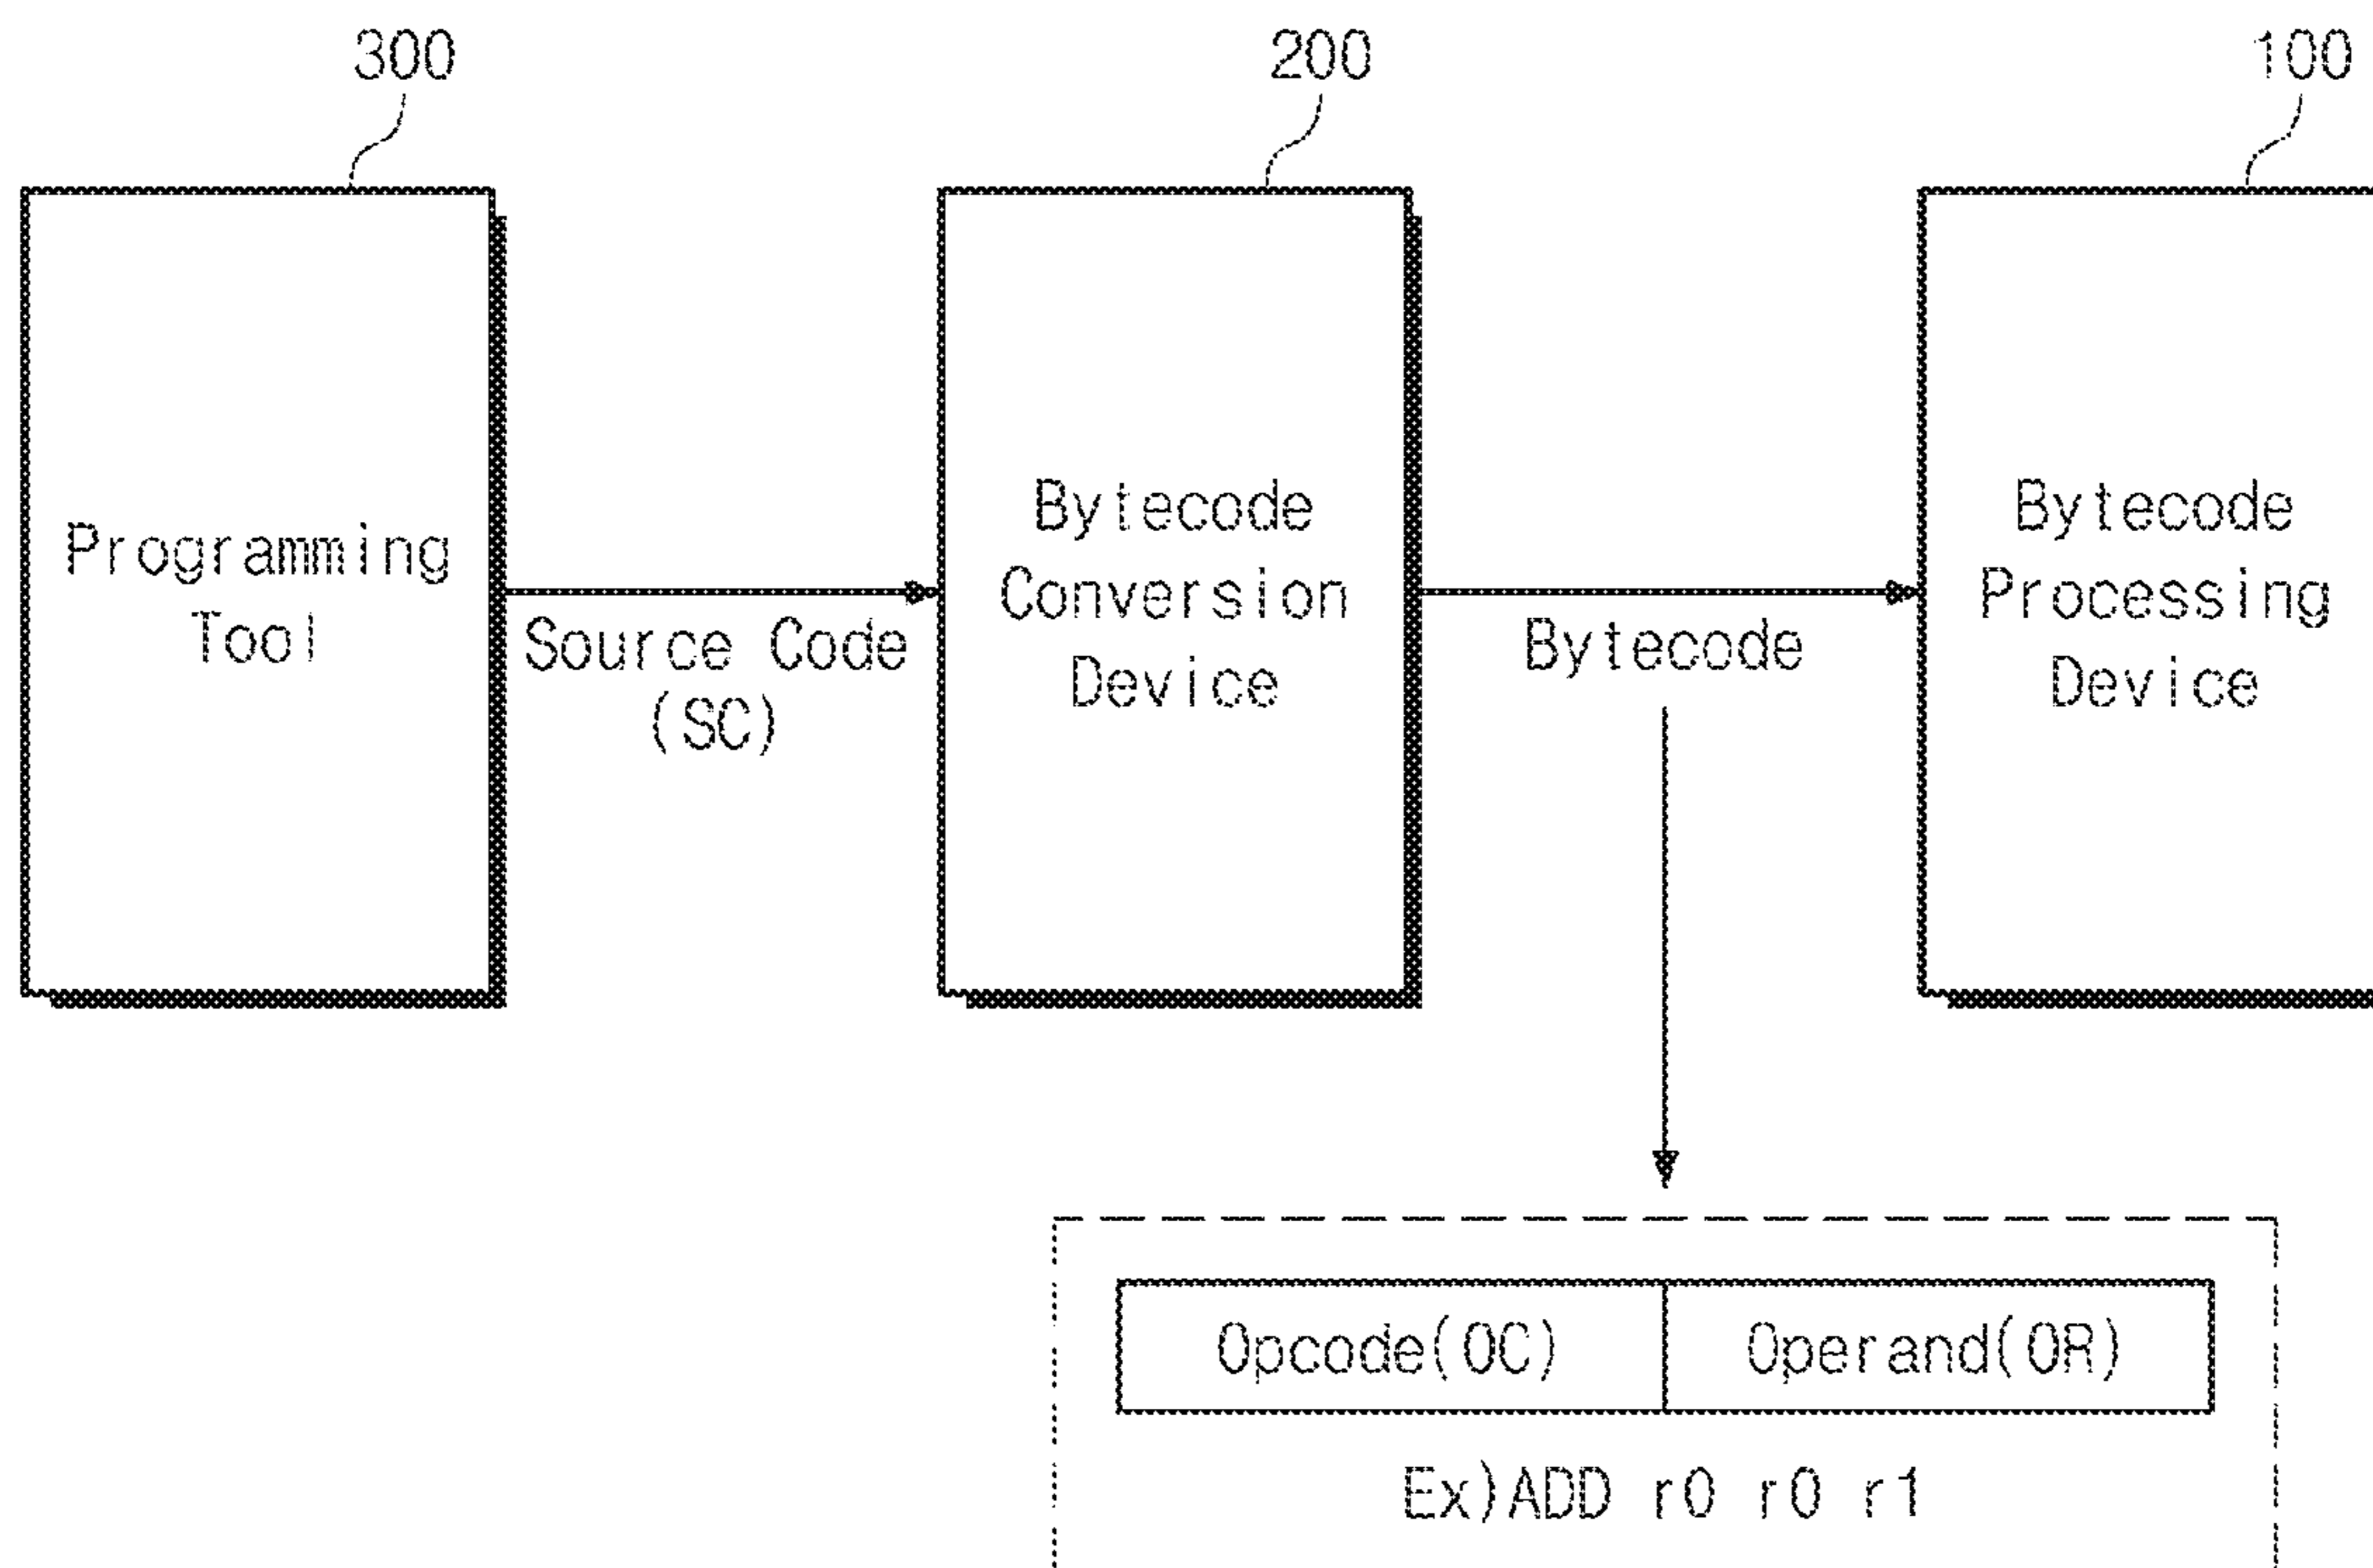 300
200
100
Programming
Tool
Source Code
(SC)
Bytecode
Conversion
Device
Bytecode
Bytecode
Processing
Device
Opcode(OC)
Operand(OR)
Ex)ADD r0 r0 r1